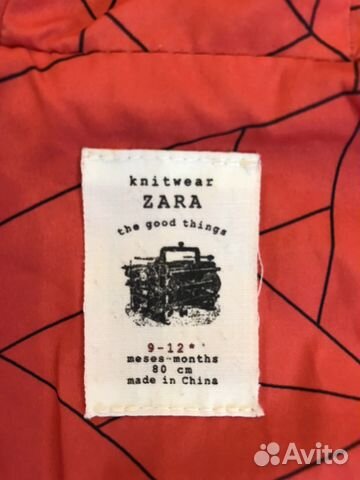 knitwear
ZARA
the good things
9-12*
meses-months
80 cm
made in China
Avito